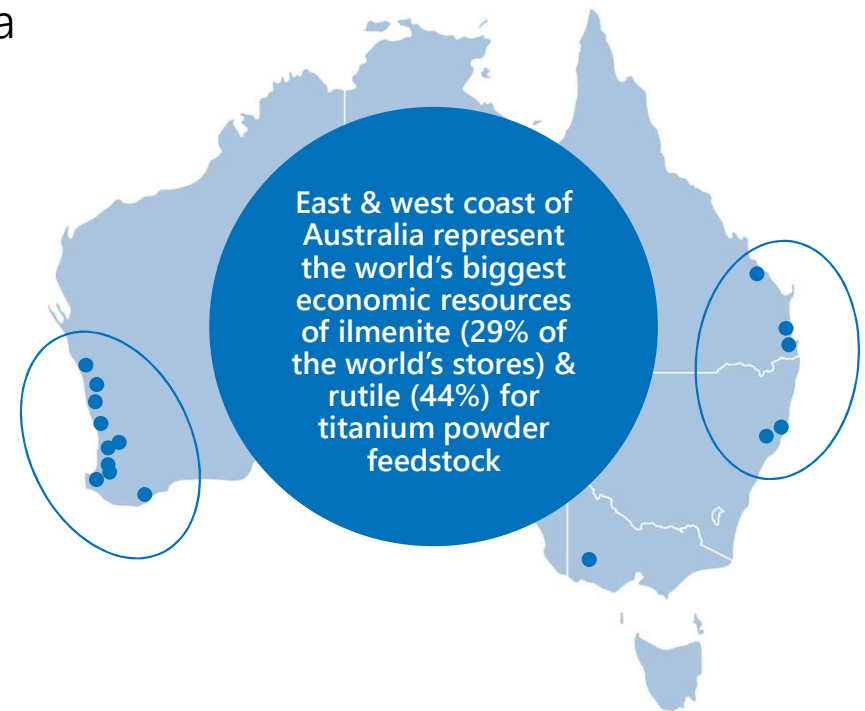 a
East & west coast of
Australia represent
the world's biggest
economic resources
of ilmenite (29% of
the world's stores) &
rutile (44%) for
titanium powder
feedstock